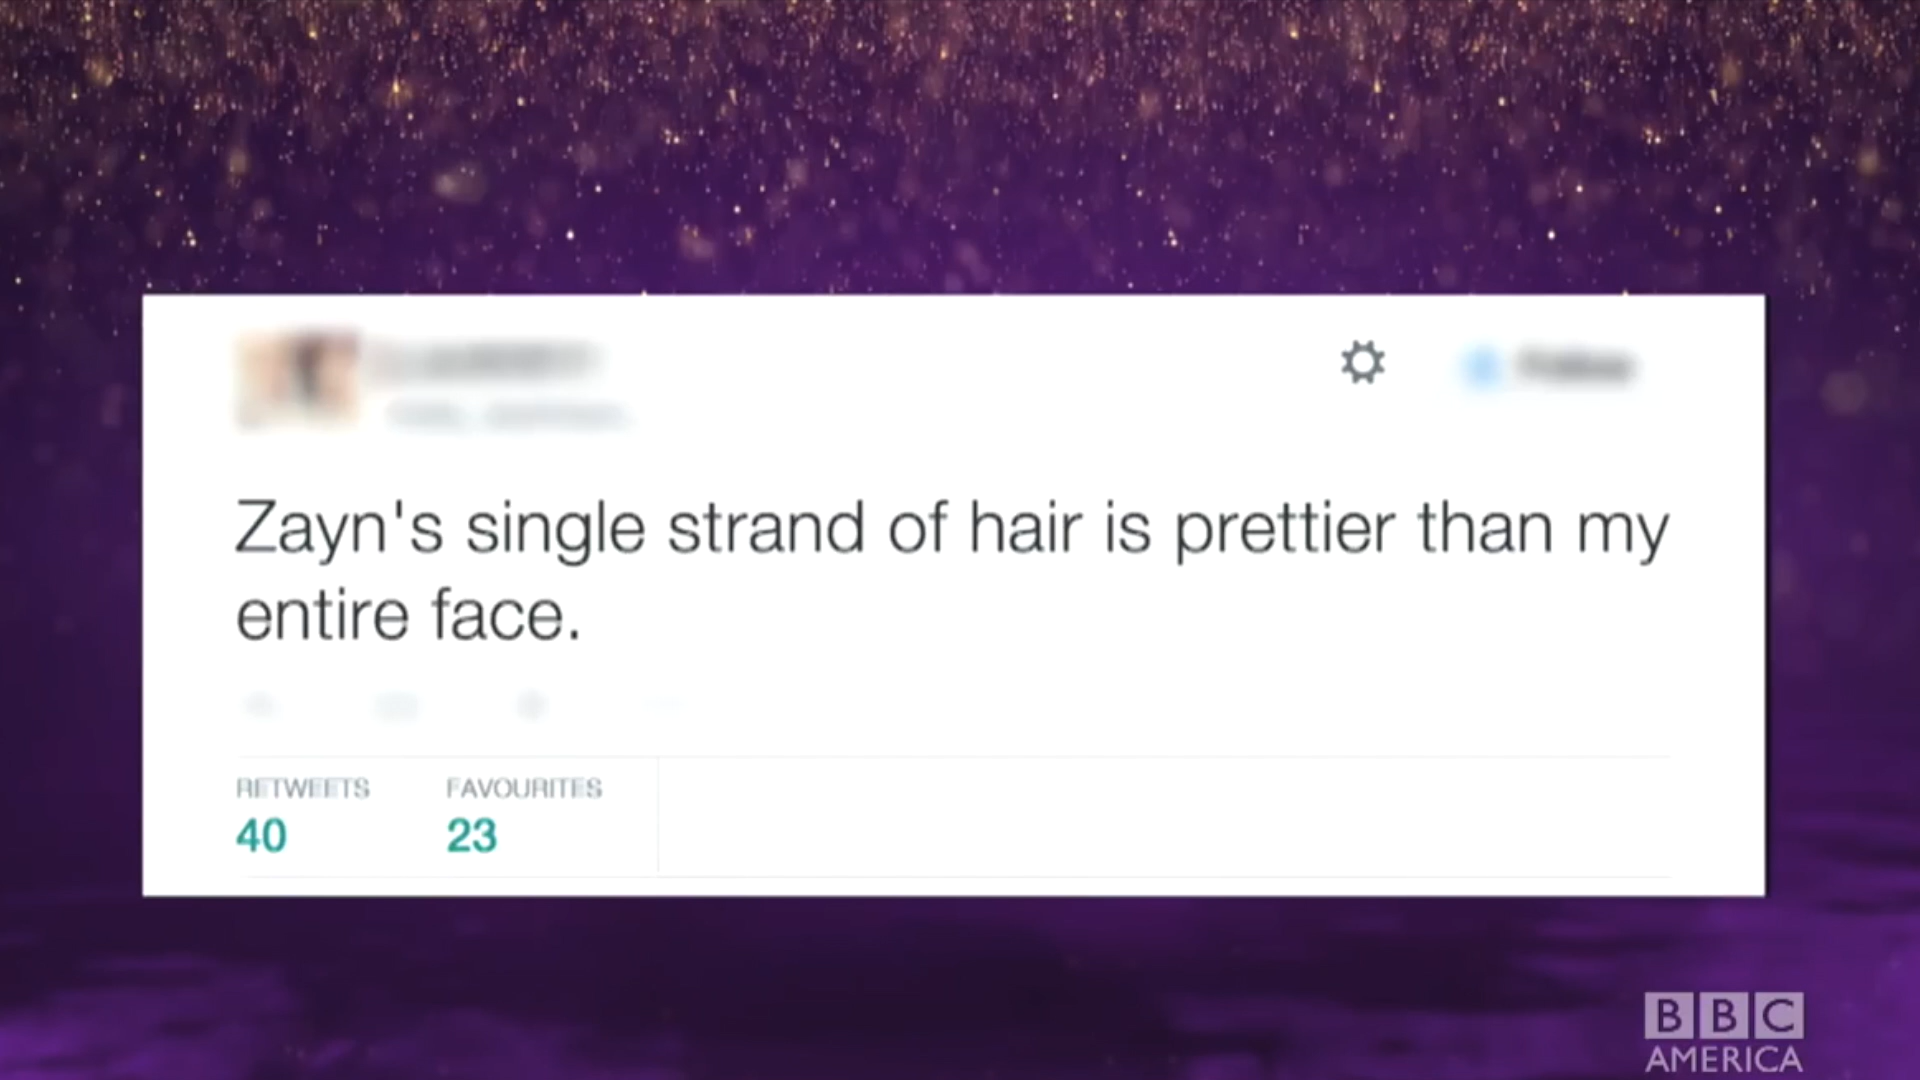 Zayn's single strand of hair is prettier than my
entire face.
RETWEETS FAVOURITES
40 23
BBC
AMERICA